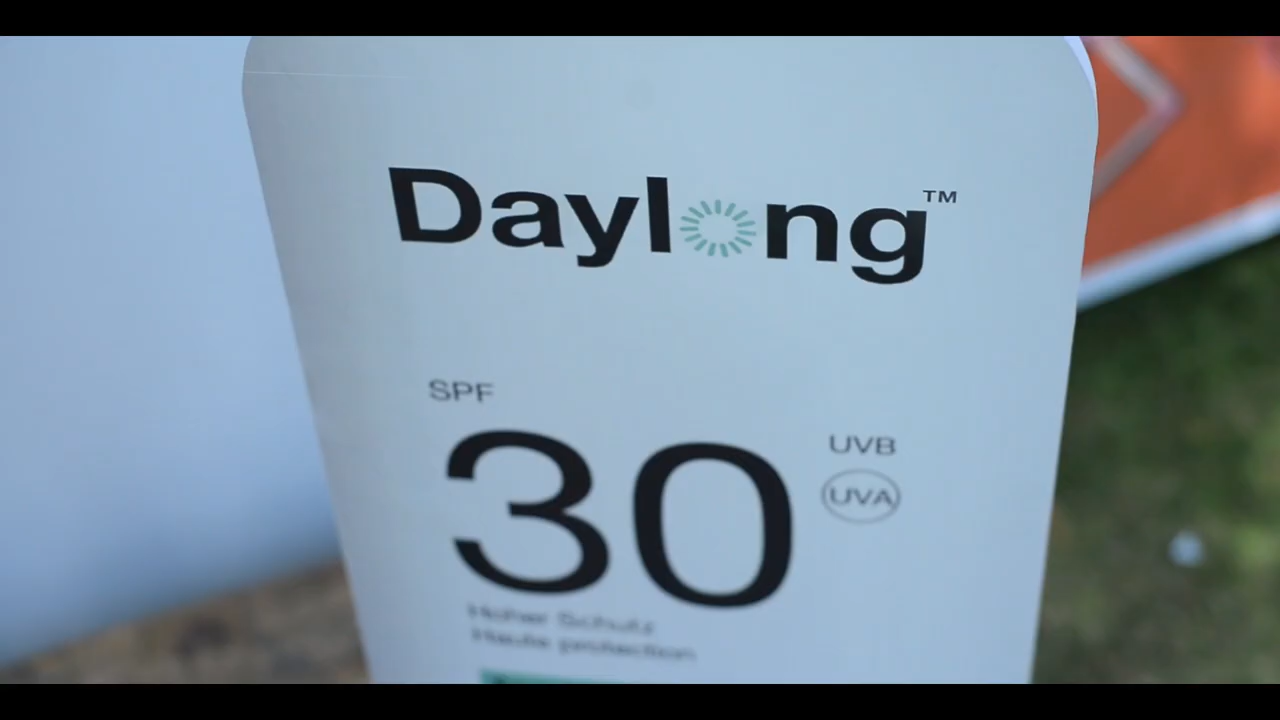 Daylong™
SPF
30
UVB
UVA
Hoher Schutz
Haute protection